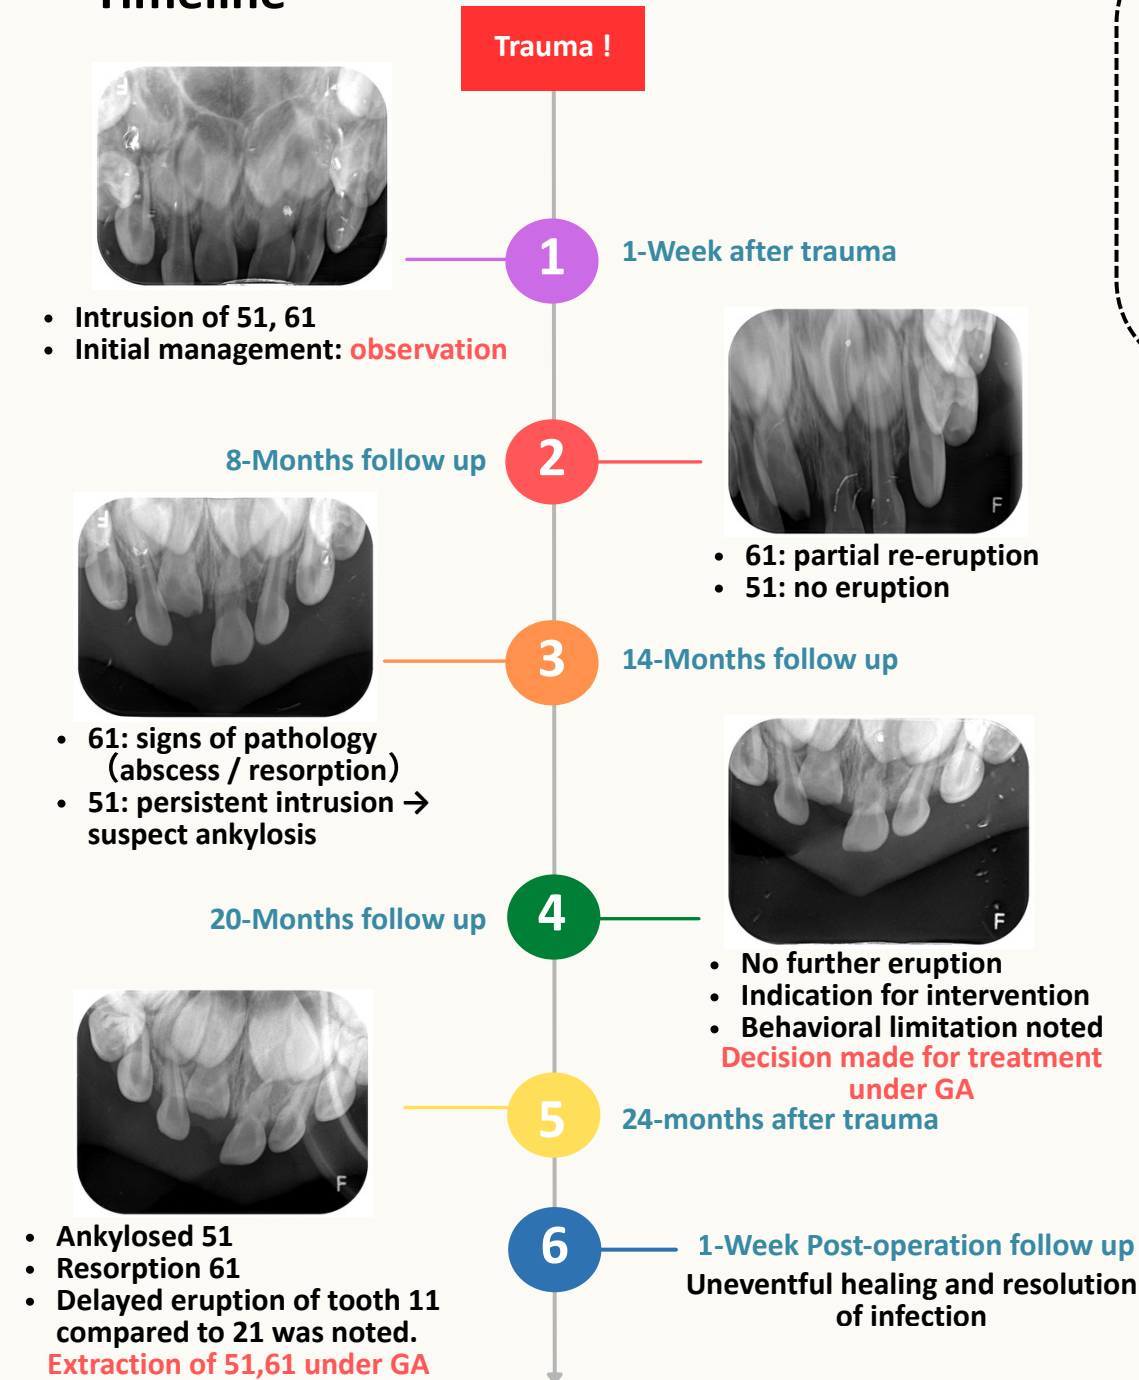 Timeline
Trauma !
F
1
1-Week after trauma
• Intrusion of 51, 61
• Initial management: observation
8-Months follow up
2
F
• 61: partial re-eruption
• 51: no eruption
F
3
14-Months follow up
• 61: signs of pathology
（abscess / resorption）
• 51: persistent intrusion →
suspect ankylosis
20-Months follow up
4
F
• No further eruption
• Indication for intervention
• Behavioral limitation noted
Decision made for treatment
under GA
5
24-months after trauma
F
• Ankylosed 51
• Resorption 61
• Delayed eruption of tooth 11
compared to 21 was noted.
Extraction of 51,61 under GA
6
1-Week Post-operation follow up
Uneventful healing and resolution
of infection